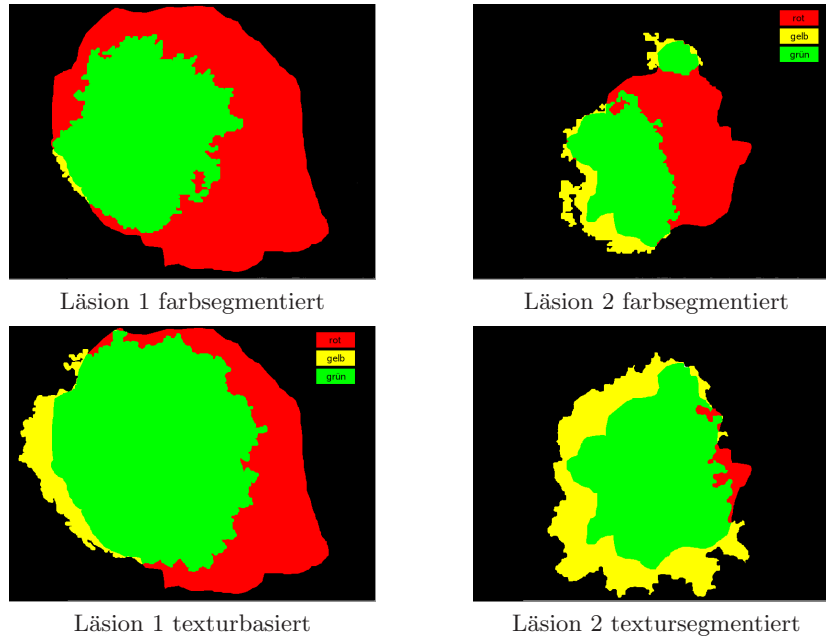 rot
gelb
grün
Läsion 1 farbsegmentiert
Läsion 2 farbsegmentiert
rot
gelb
grün
Läsion 1 texturbasiert
Läsion 2 textursegmentiert